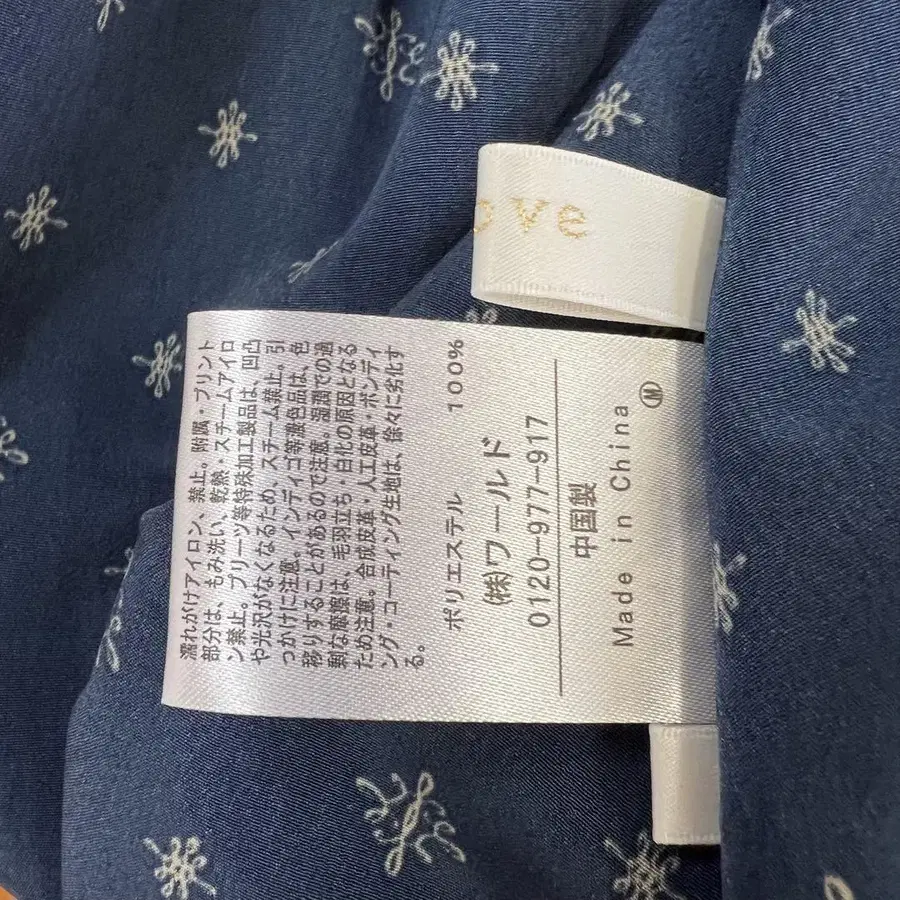 ove
濡れがけアイロン、禁止。附属・プリント
部分は、もみ洗い、乾熱・スチームアイロ
ン禁止。プリーツ等特殊加工製品は、凹凸
や光沢がなくなるため、スチーム禁止。引
っかけに注意。インディゴ等濃色品は、色
移りすることがあるので注意。湿潤での過
剰な摩擦は、毛羽立ち・白化の原因となる
ため注意。合成皮革・人工皮革・ボンディ
ング・コーティング生地は、徐々に劣化す
る。
ポリエステル 100%
(株)ワールド
0120-977-917
中国製
Made in China
M